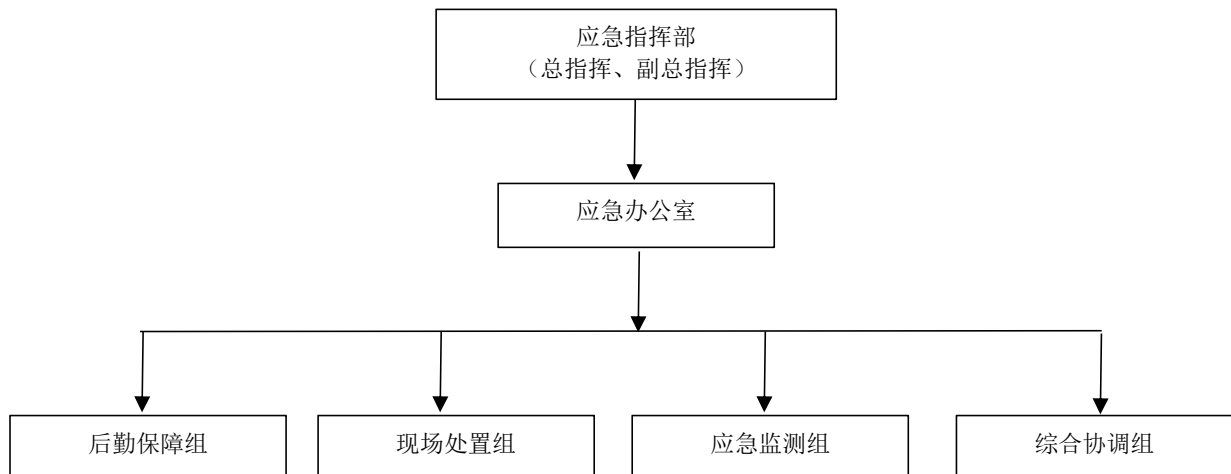 应急指挥部
（总指挥、副总指挥）
应急办公室
后勤保障组
现场处置组
应急监测组
综合协调组